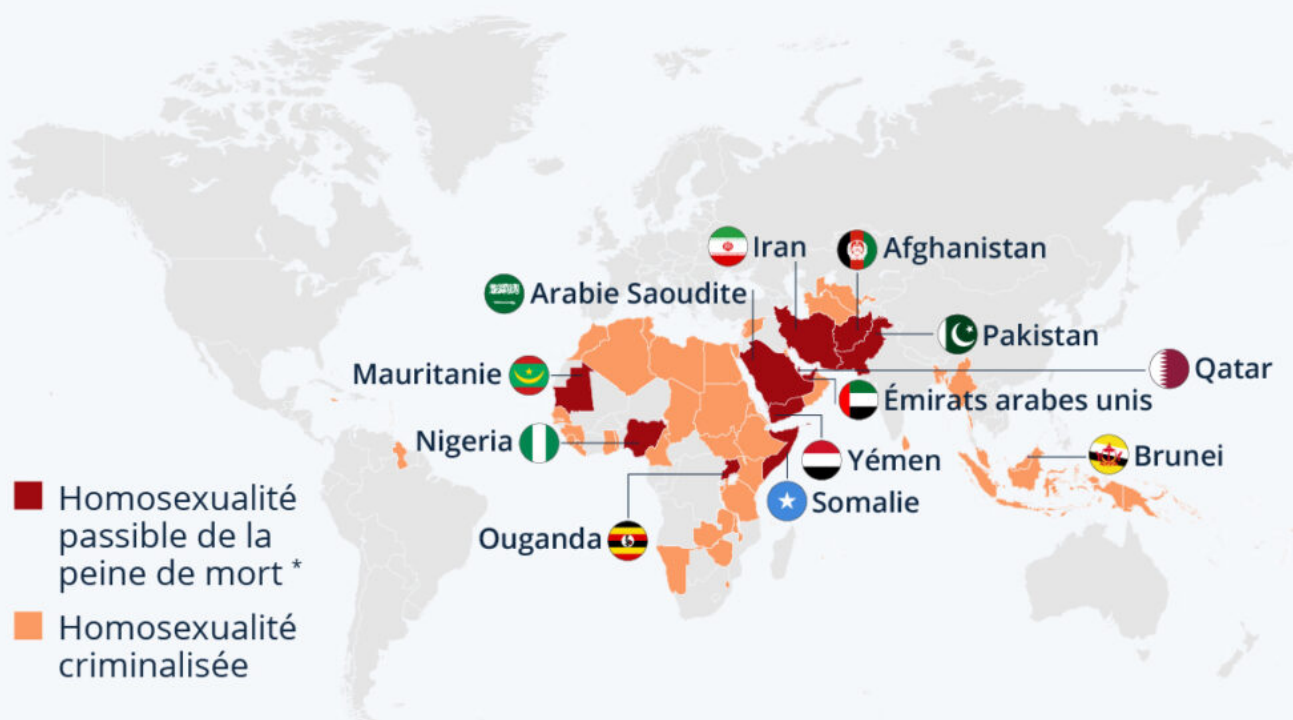 Iran
Afghanistan
Arabie Saoudite
Pakistan
Mauritanie
Qatar
Émirats arabes unis
Nigeria
Yémen
Brunei
Somalie
Ouganda
Homosexualité
passible de la
peine de mort *
Homosexualité
criminalisée